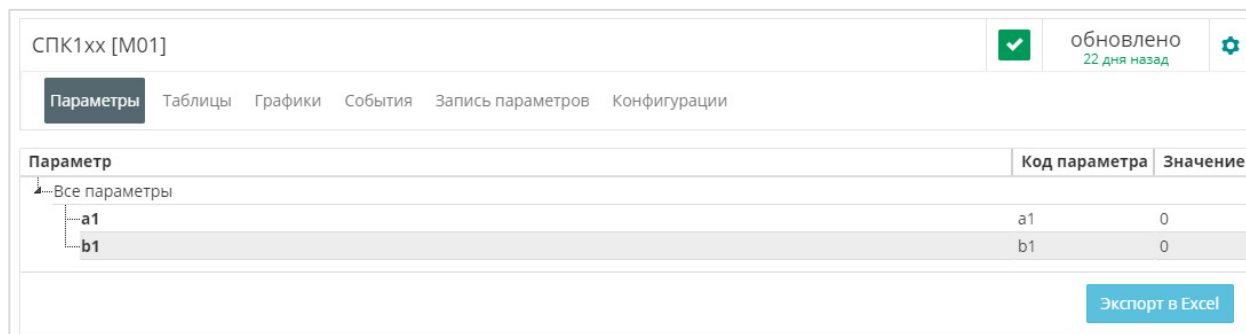 СПК1xx [M01]
обновлено
22 дня назад
Параметры Таблицы Графики События Запись параметров Конфигурации
Параметр Код параметра Значение
Все параметры
a1 a1 0
b1 b1 0
Экспорт в Excel